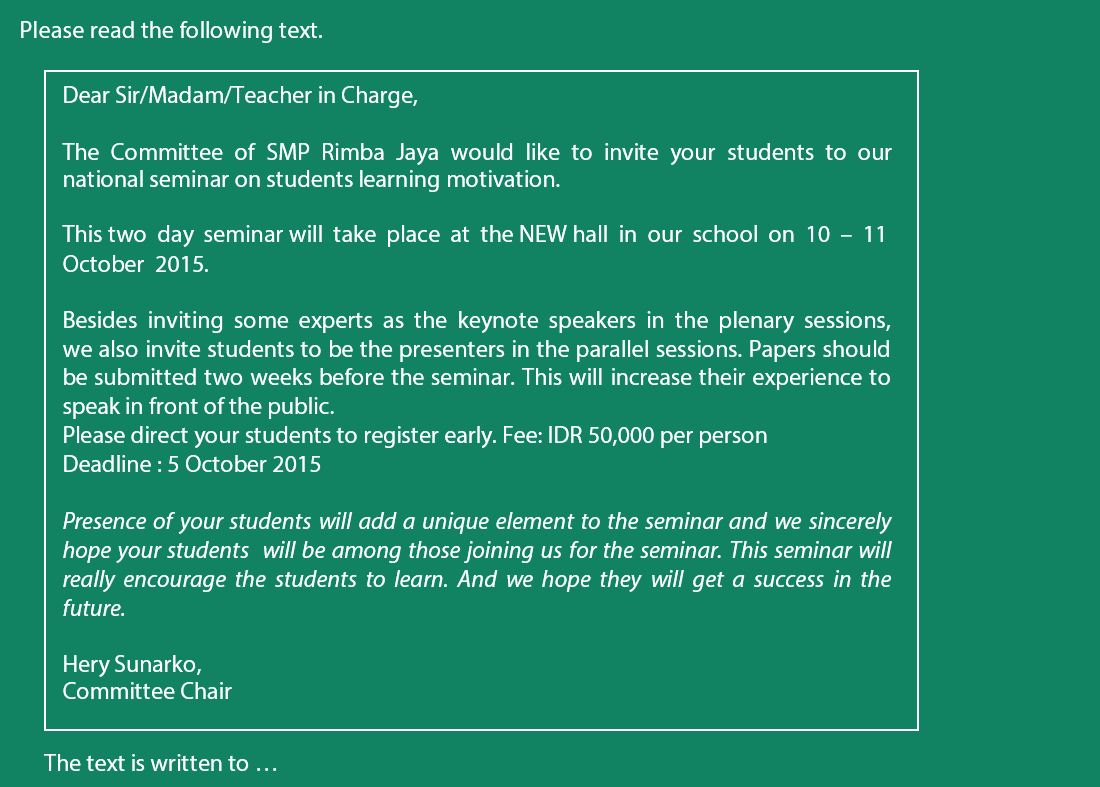 Please read the following text.
Dear Sir/Madam/Teacher in Charge,
The Committee of SMP Rimba Jaya would like to invite your students to our
national seminar on students learning motivation.
This two day seminar will take place at the NEW hall in our school on 10 – 11
October 2015.
Besides inviting some experts as the keynote speakers in the plenary sessions,
we also invite students to be the presenters in the parallel sessions. Papers should
be submitted two weeks before the seminar. This will increase their experience to
speak in front of the public.
Please direct your students to register early. Fee: IDR 50,000 per person
Deadline : 5 October 2015
Presence of your students will add a unique element to the seminar and we sincerely
hope your students will be among those joining us for the seminar. This seminar will
really encourage the students to learn. And we hope they will get a success in the
future.
Hery Sunarko,
Committee Chair
The text is written to …